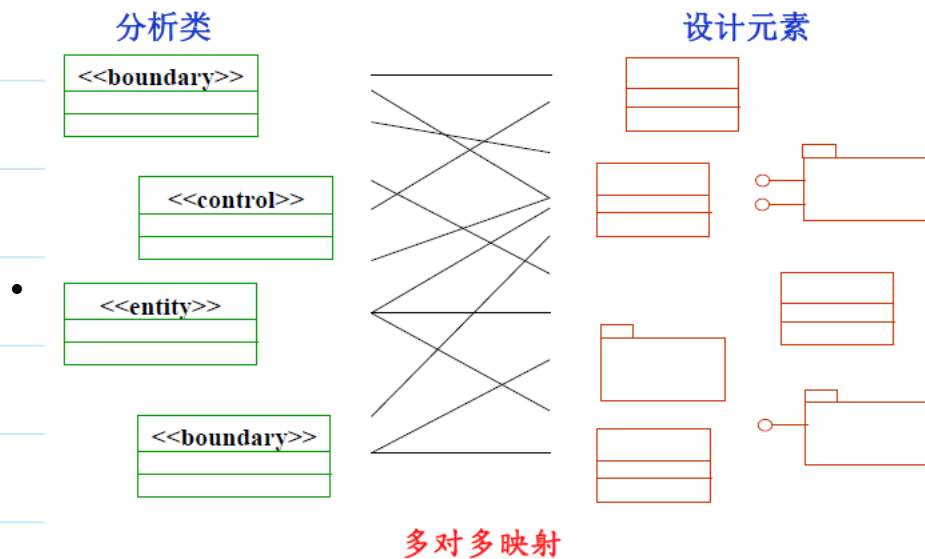 分析类
设计元素
<<boundary>>
<<control>>
<<entity>>
<<boundary>>
多对多映射